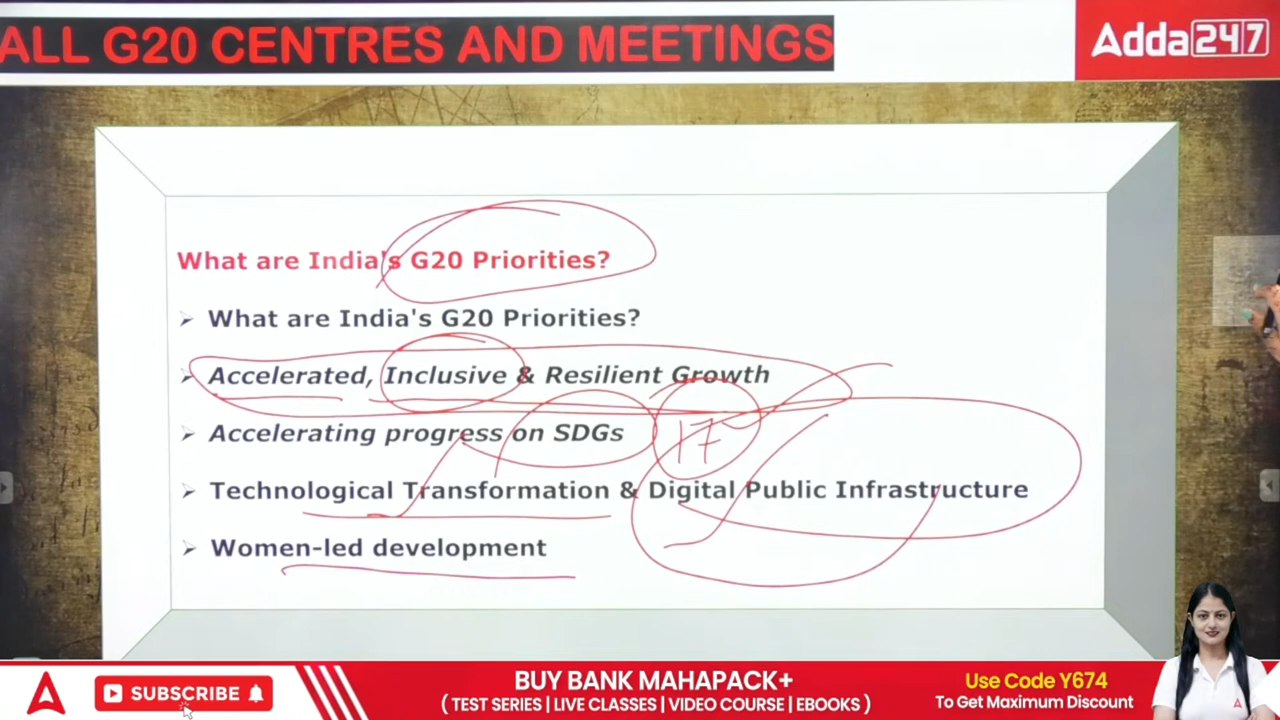 ALL G20 CENTRES AND MEETINGS
Adda247
What are India's G20 Priorities?
➢ What are India's G20 Priorities?
➢ Accelerated, Inclusive & Resilient Growth
➢ Accelerating progress on SDGs
17
➢ Technological Transformation & Digital Public Infrastructure
➢ Women-led development
SUBSCRIBE
BUY BANK MAHAPACK+
( TEST SERIES | LIVE CLASSES | VIDEO COURSE | EBOOKS )
Use Code Y674
To Get Maximum Discount